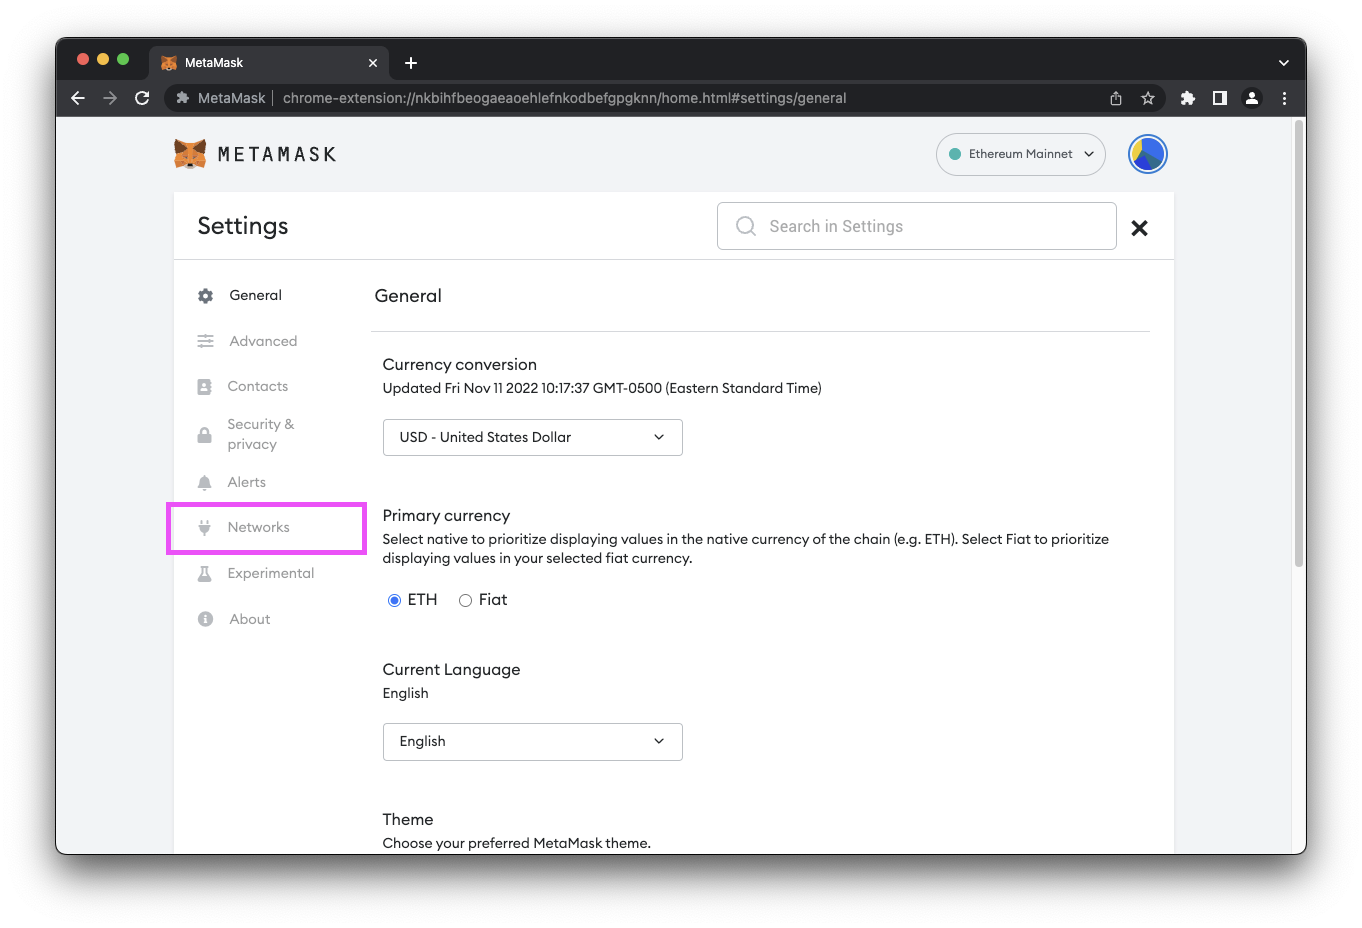 MetaMask
MetaMask chrome-extension://nkbihfbeogaeaoehlefnkodbefgpgknn/home.html#settings/general
METAMASK
Ethereum Mainnet
Settings
Search in Settings
General
Advanced
Contacts
Security &
privacy
Alerts
Networks
Experimental
About
General
Currency conversion
Updated Fri Nov 11 2022 10:17:37 GMT-0500 (Eastern Standard Time)
USD - United States Dollar
Primary currency
Select native to prioritize displaying values in the native currency of the chain (e.g. ETH). Select Fiat to prioritize
displaying values in your selected fiat currency.
ETH Fiat
Current Language
English
English
Theme
Choose your preferred MetaMask theme.